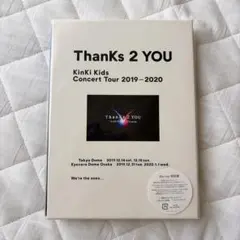 ThanKs 2 YOU
KinKi Kids
Concert Tour 2019-2020
ThanKs 2 YOU
Tokyo Dome 2019.12.14.sat, 12.15.sun.
Kyocera Dome Osaka 2019.12.31.tue, 2020.1.1.wed.
We're the ones...